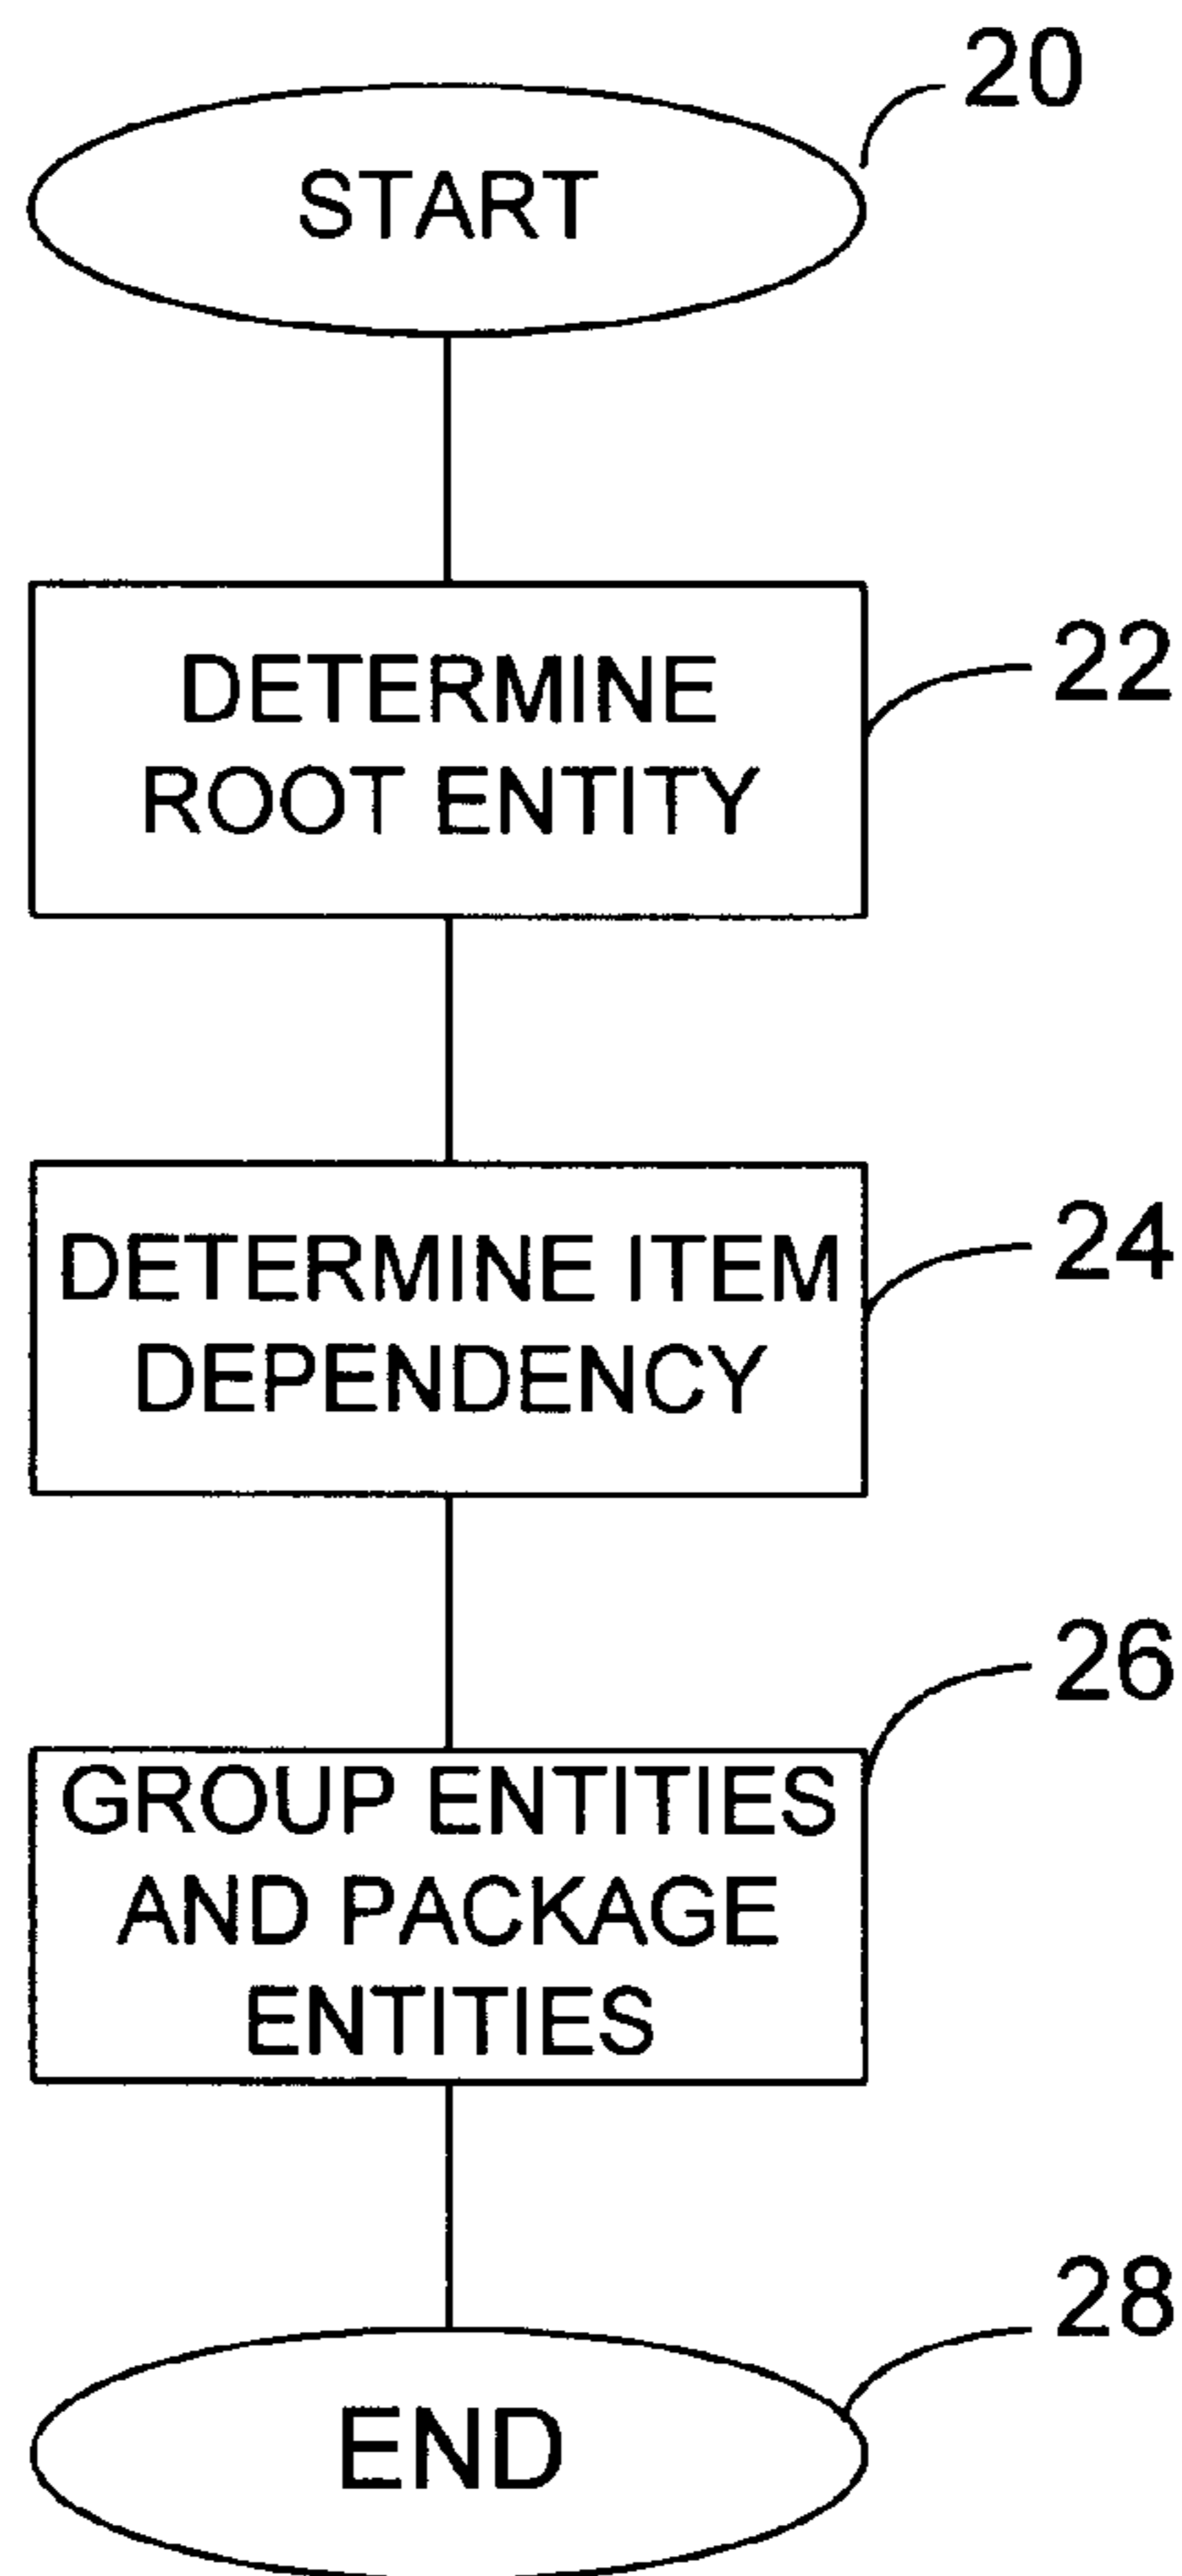 20
START
22
DETERMINE
ROOT ENTITY
24
DETERMINE ITEM
DEPENDENCY
26
GROUP ENTITIES
AND PACKAGE
ENTITIES
28
END